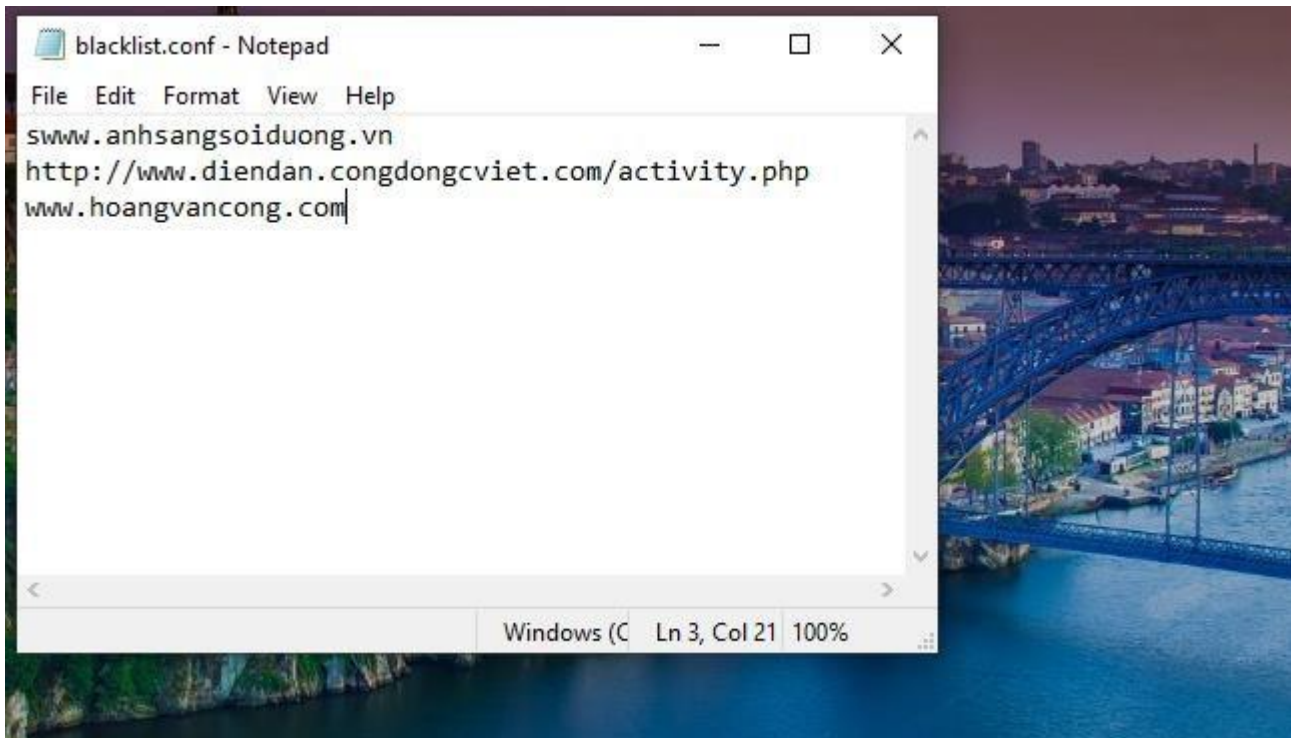 blacklist.conf - Notepad
File Edit Format View Help
swww.anhsangsoiduong.vn
http://www.diendan.congdongcviet.com/activity.php
www.hoangvancong.com
Windows (C Ln 3, Col 21 100%